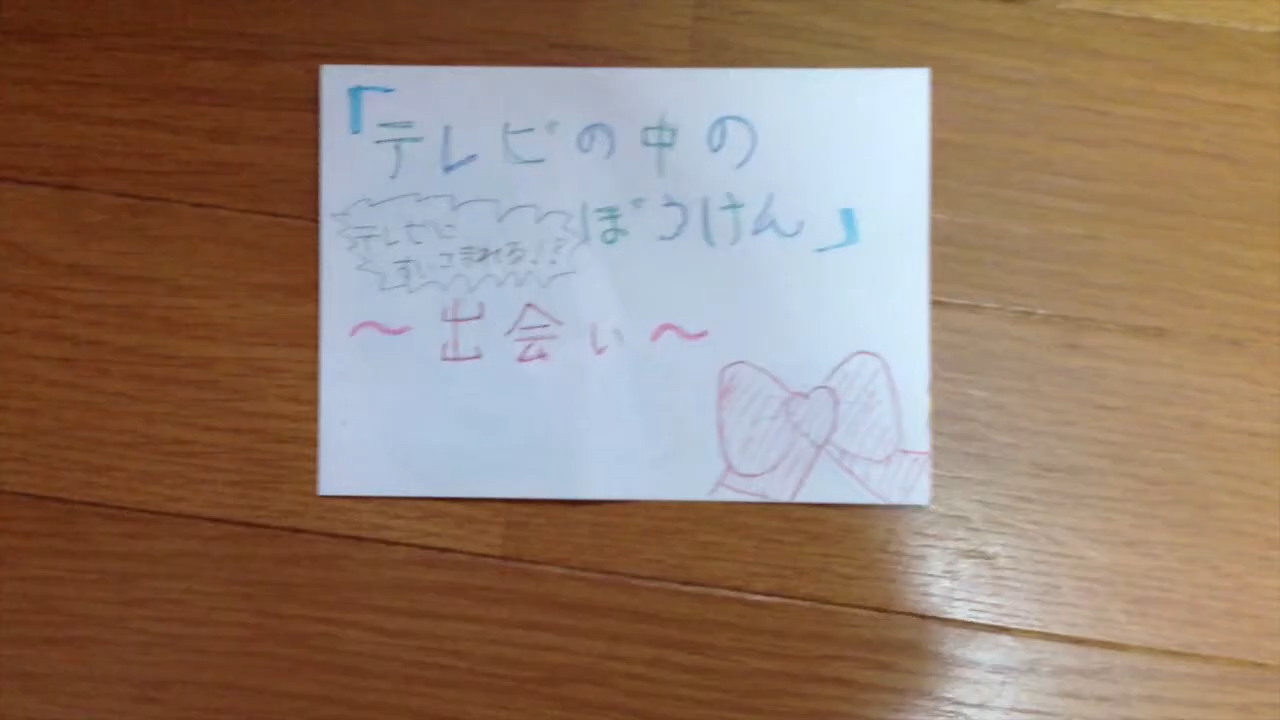 「テレビの中の
ぼうけん」
テレビに
すいこまれる!?
～出会い～